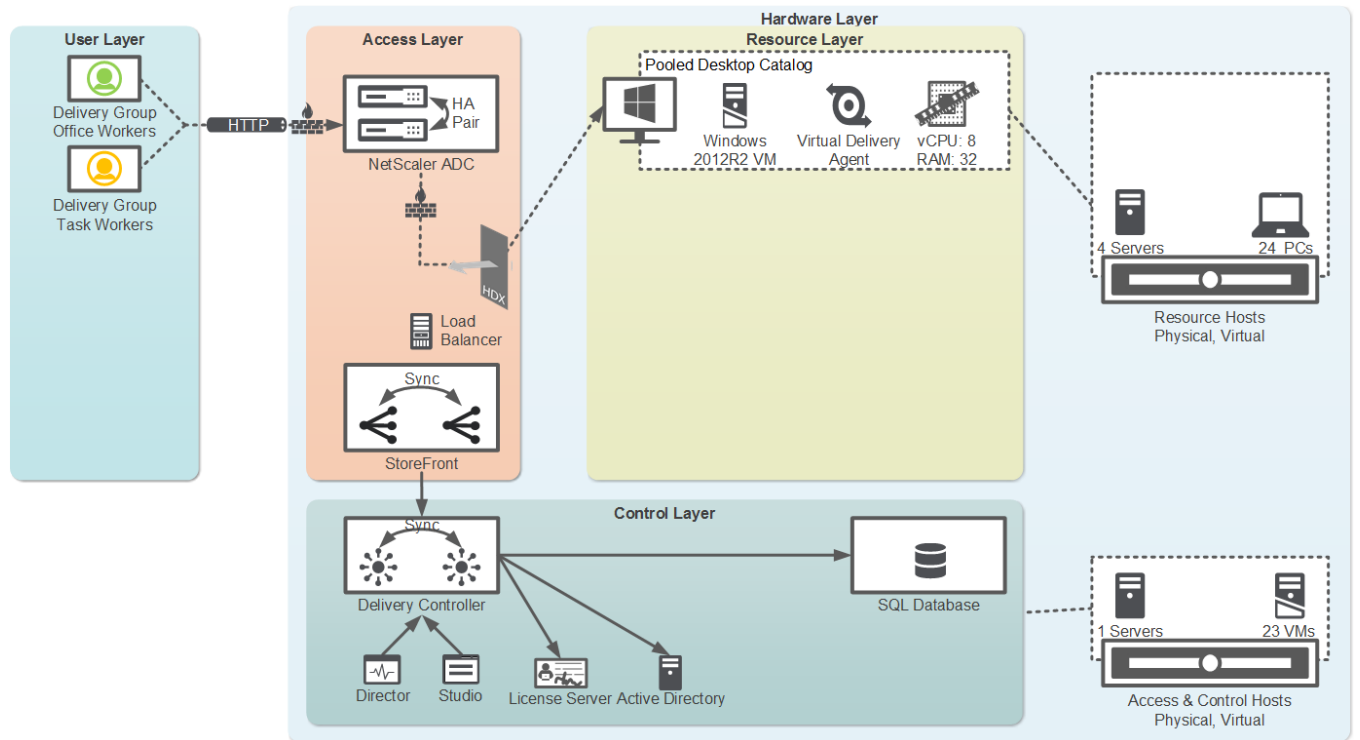 Hardware Layer
User Layer
Access Layer
Resource Layer
Delivery Group
Office Workers
Delivery Group
Task Workers
HTTP
HA
Pair
NetScaler ADC
HDX
Load
Balancer
Sync
StoreFront
Pooled Desktop Catalog
Windows
2012R2 VM
Virtual Delivery
Agent
vCPU: 8
RAM: 32
4 Servers
24 PCs
Resource Hosts
Physical, Virtual
Control Layer
Sync
Delivery Controller
SQL Database
Director
Studio
License Server
Active Directory
1 Servers
23 VMs
Access & Control Hosts
Physical, Virtual